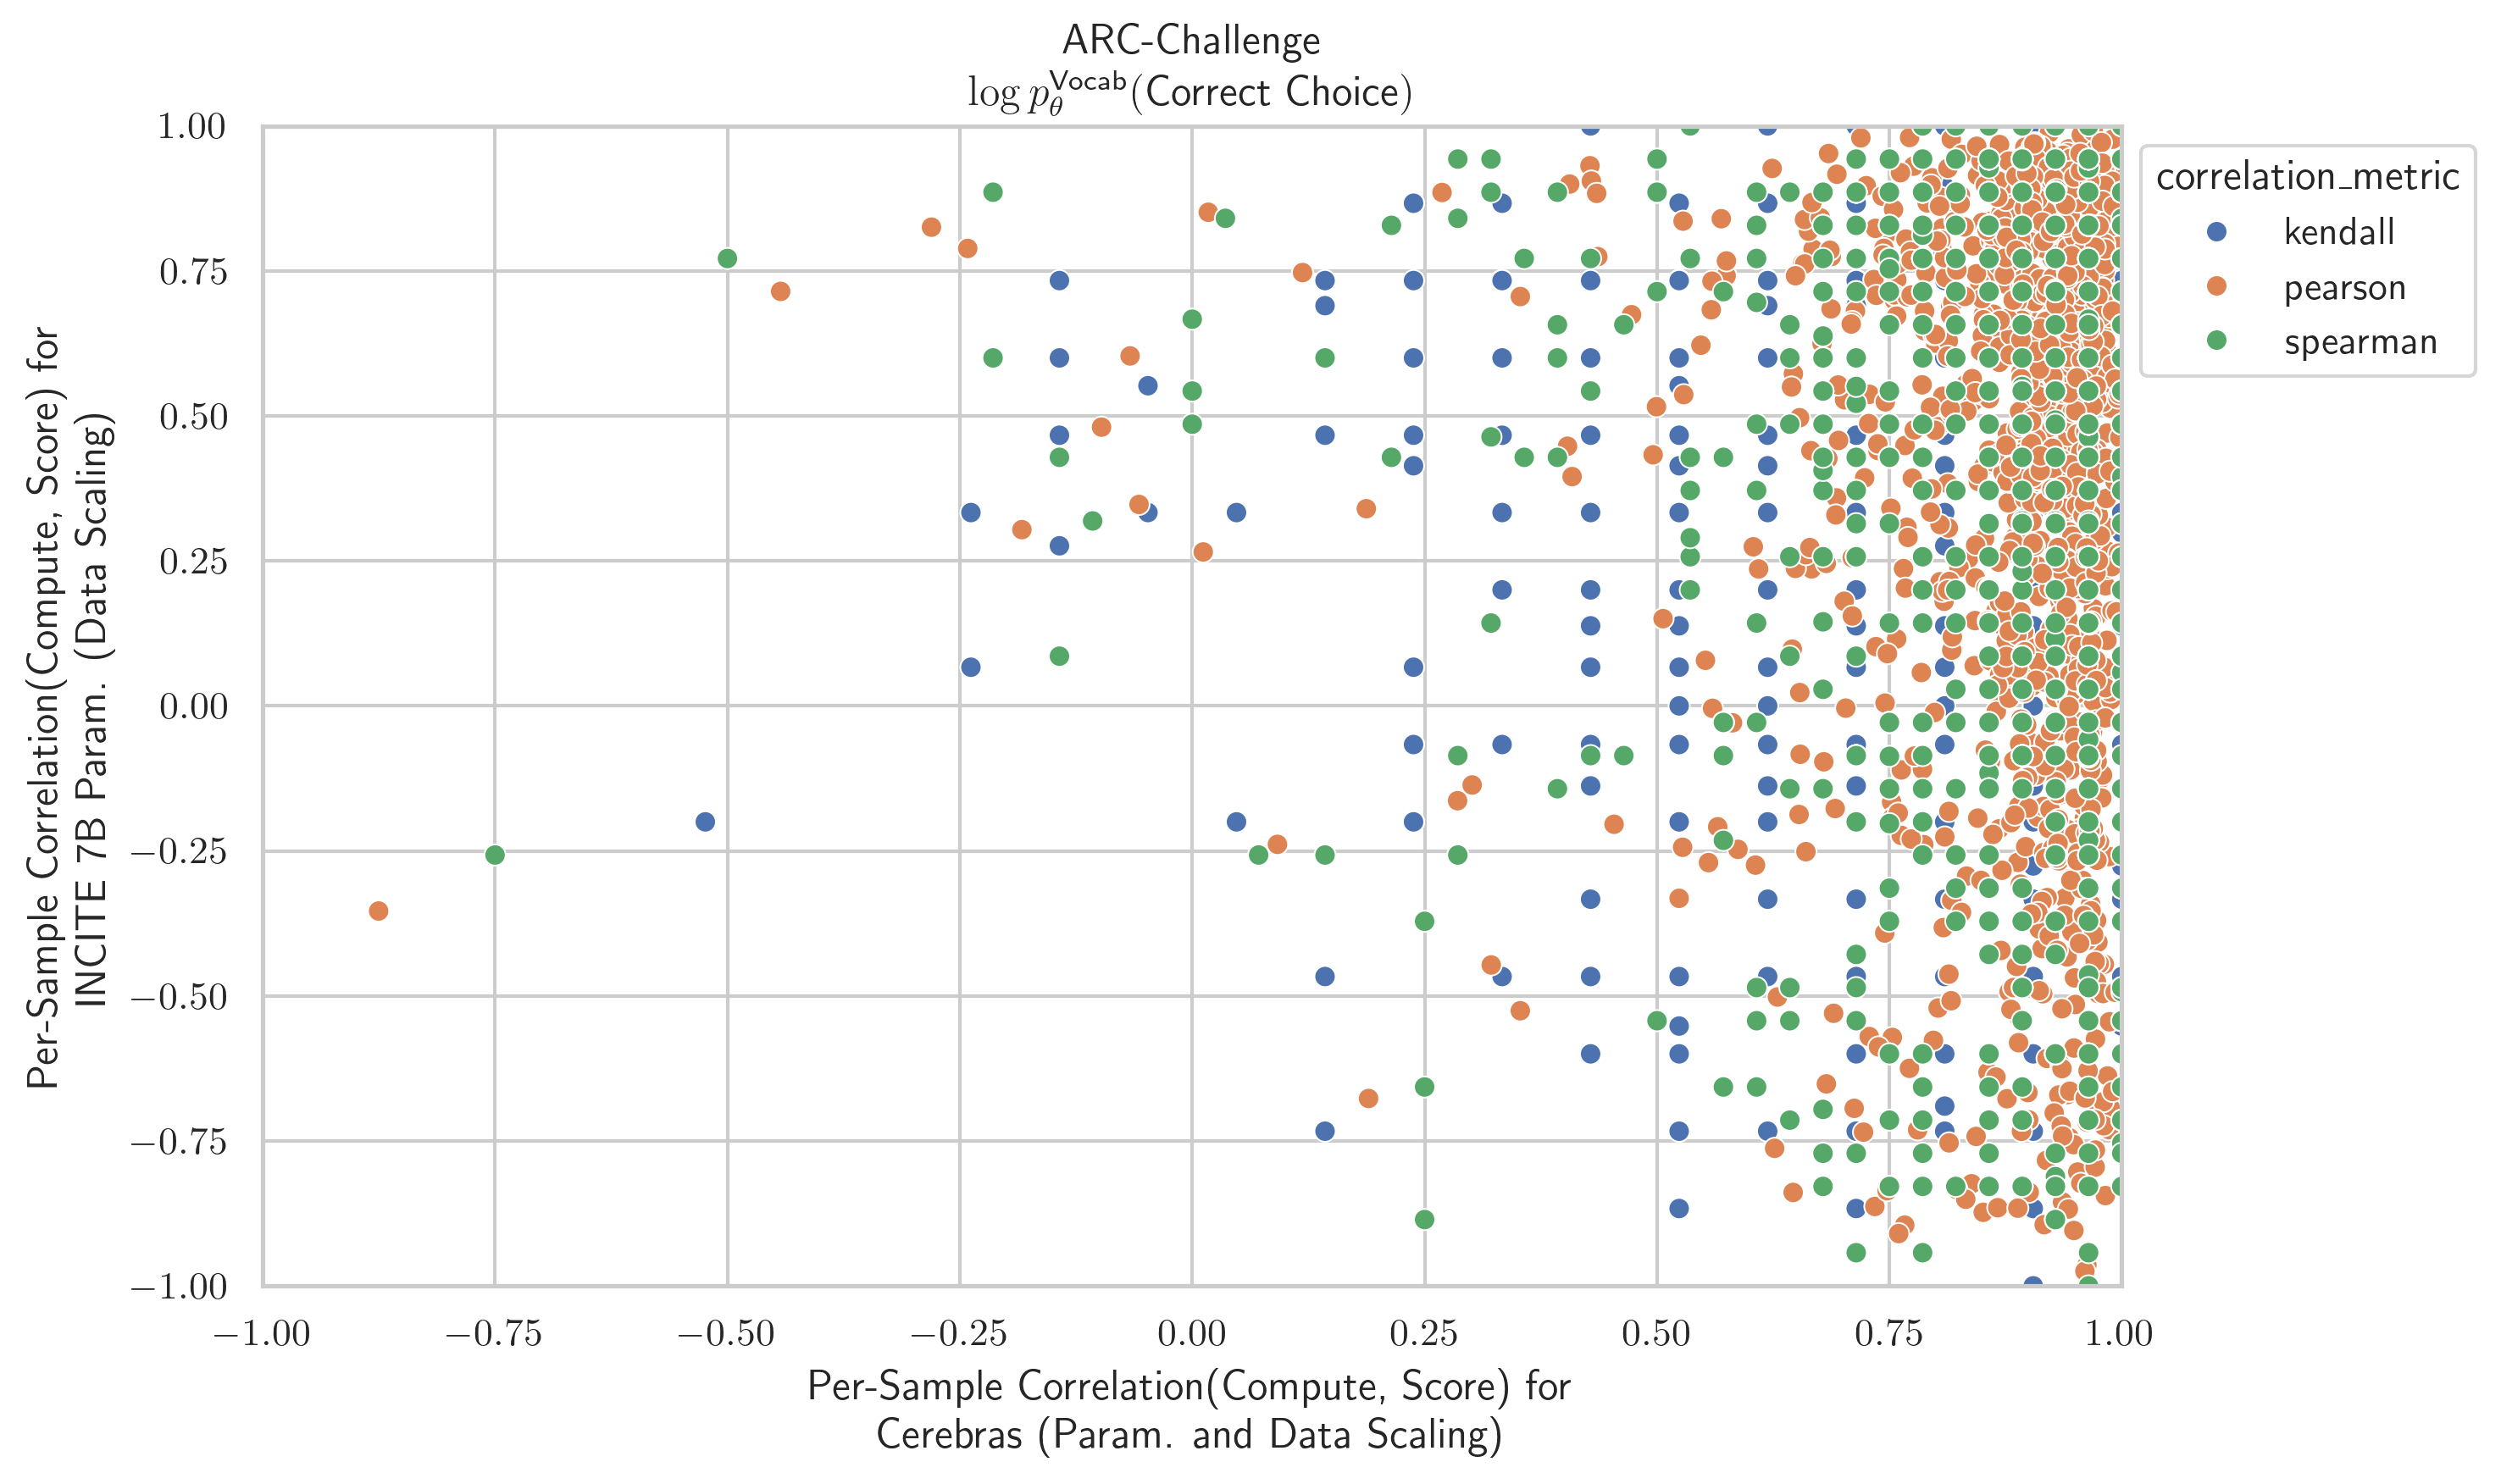 ARC-Challenge
log p_θ^Vocab(Correct Choice)
Per-Sample Correlation(Compute, Score) for
INCITE 7B Param. (Data Scaling)
1.00
0.75
0.50
0.25
0.00
−0.25
−0.50
−0.75
−1.00
−1.00 −0.75 −0.50 −0.25 0.00 0.25 0.50 0.75 1.00
Per-Sample Correlation(Compute, Score) for
Cerebras (Param. and Data Scaling)
correlation_metric
kendall
pearson
spearman